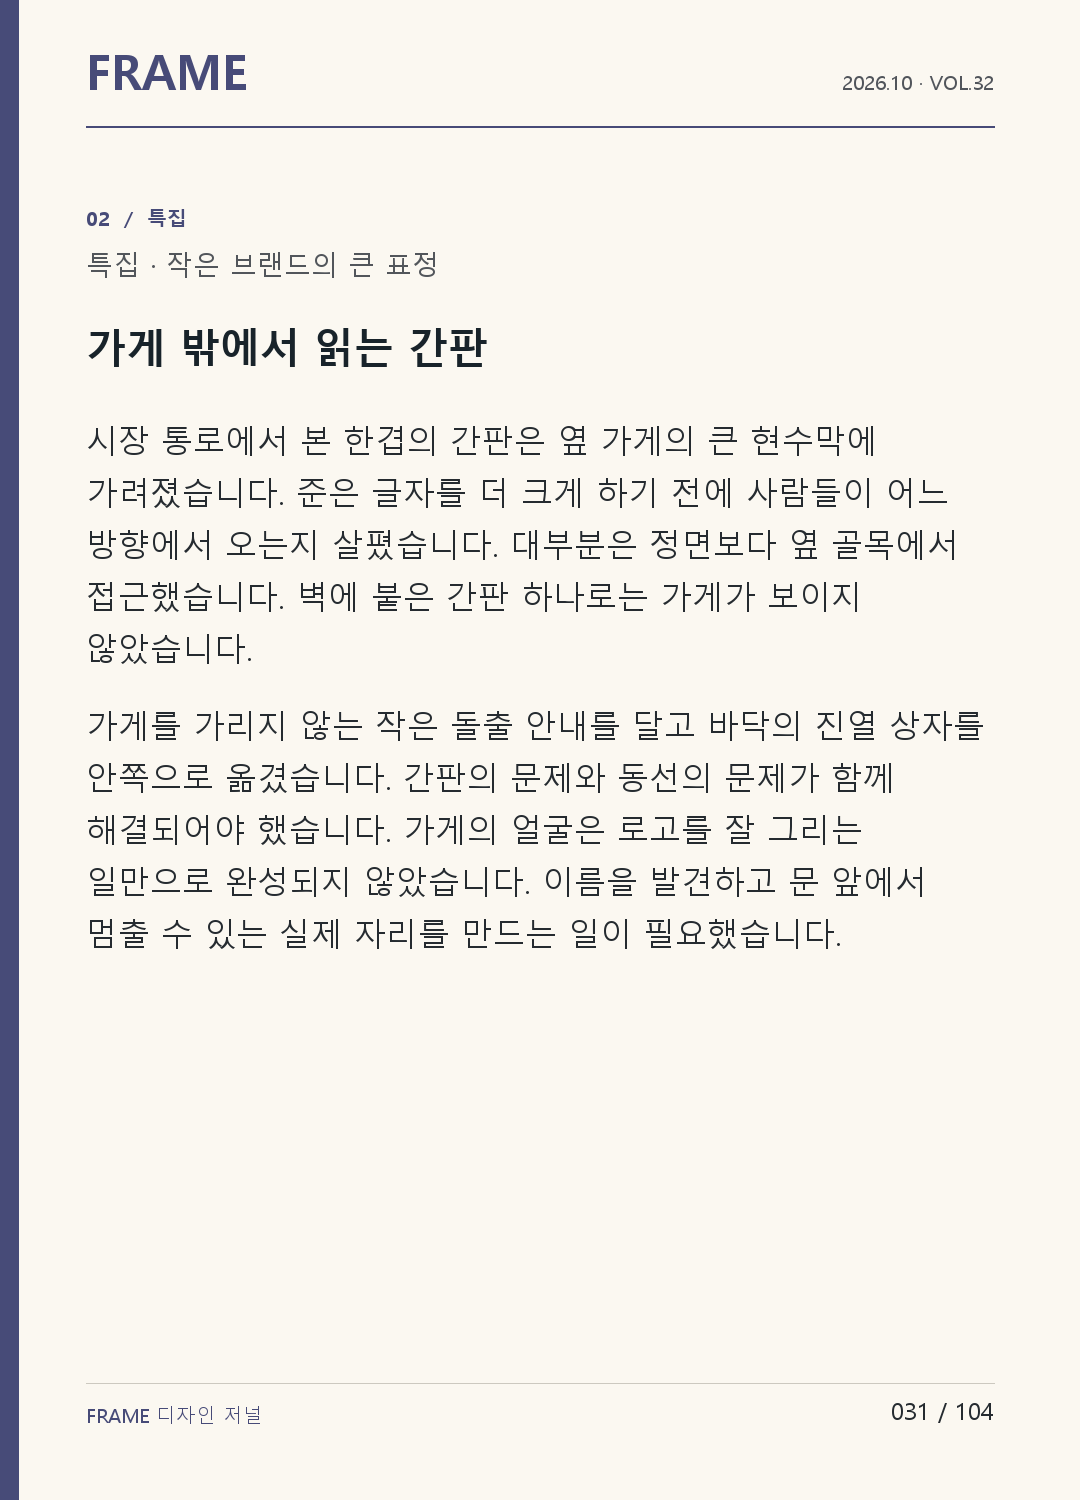 FRAME
2026.10 · VOL.32
02 / 특집
특집 · 작은 브랜드의 큰 표정
가게 밖에서 읽는 간판
시장 통로에서 본 한겹의 간판은 옆 가게의 큰 현수막에
가려졌습니다. 준은 글자를 더 크게 하기 전에 사람들이 어느
방향에서 오는지 살폈습니다. 대부분은 정면보다 옆 골목에서
접근했습니다. 벽에 붙은 간판 하나로는 가게가 보이지
않았습니다.
가게를 가리지 않는 작은 돌출 안내를 달고 바닥의 진열 상자를
안쪽으로 옮겼습니다. 간판의 문제와 동선의 문제가 함께
해결되어야 했습니다. 가게의 얼굴은 로고를 잘 그리는
일만으로 완성되지 않았습니다. 이름을 발견하고 문 앞에서
멈출 수 있는 실제 자리를 만드는 일이 필요했습니다.
FRAME 디자인 저널
031 / 104